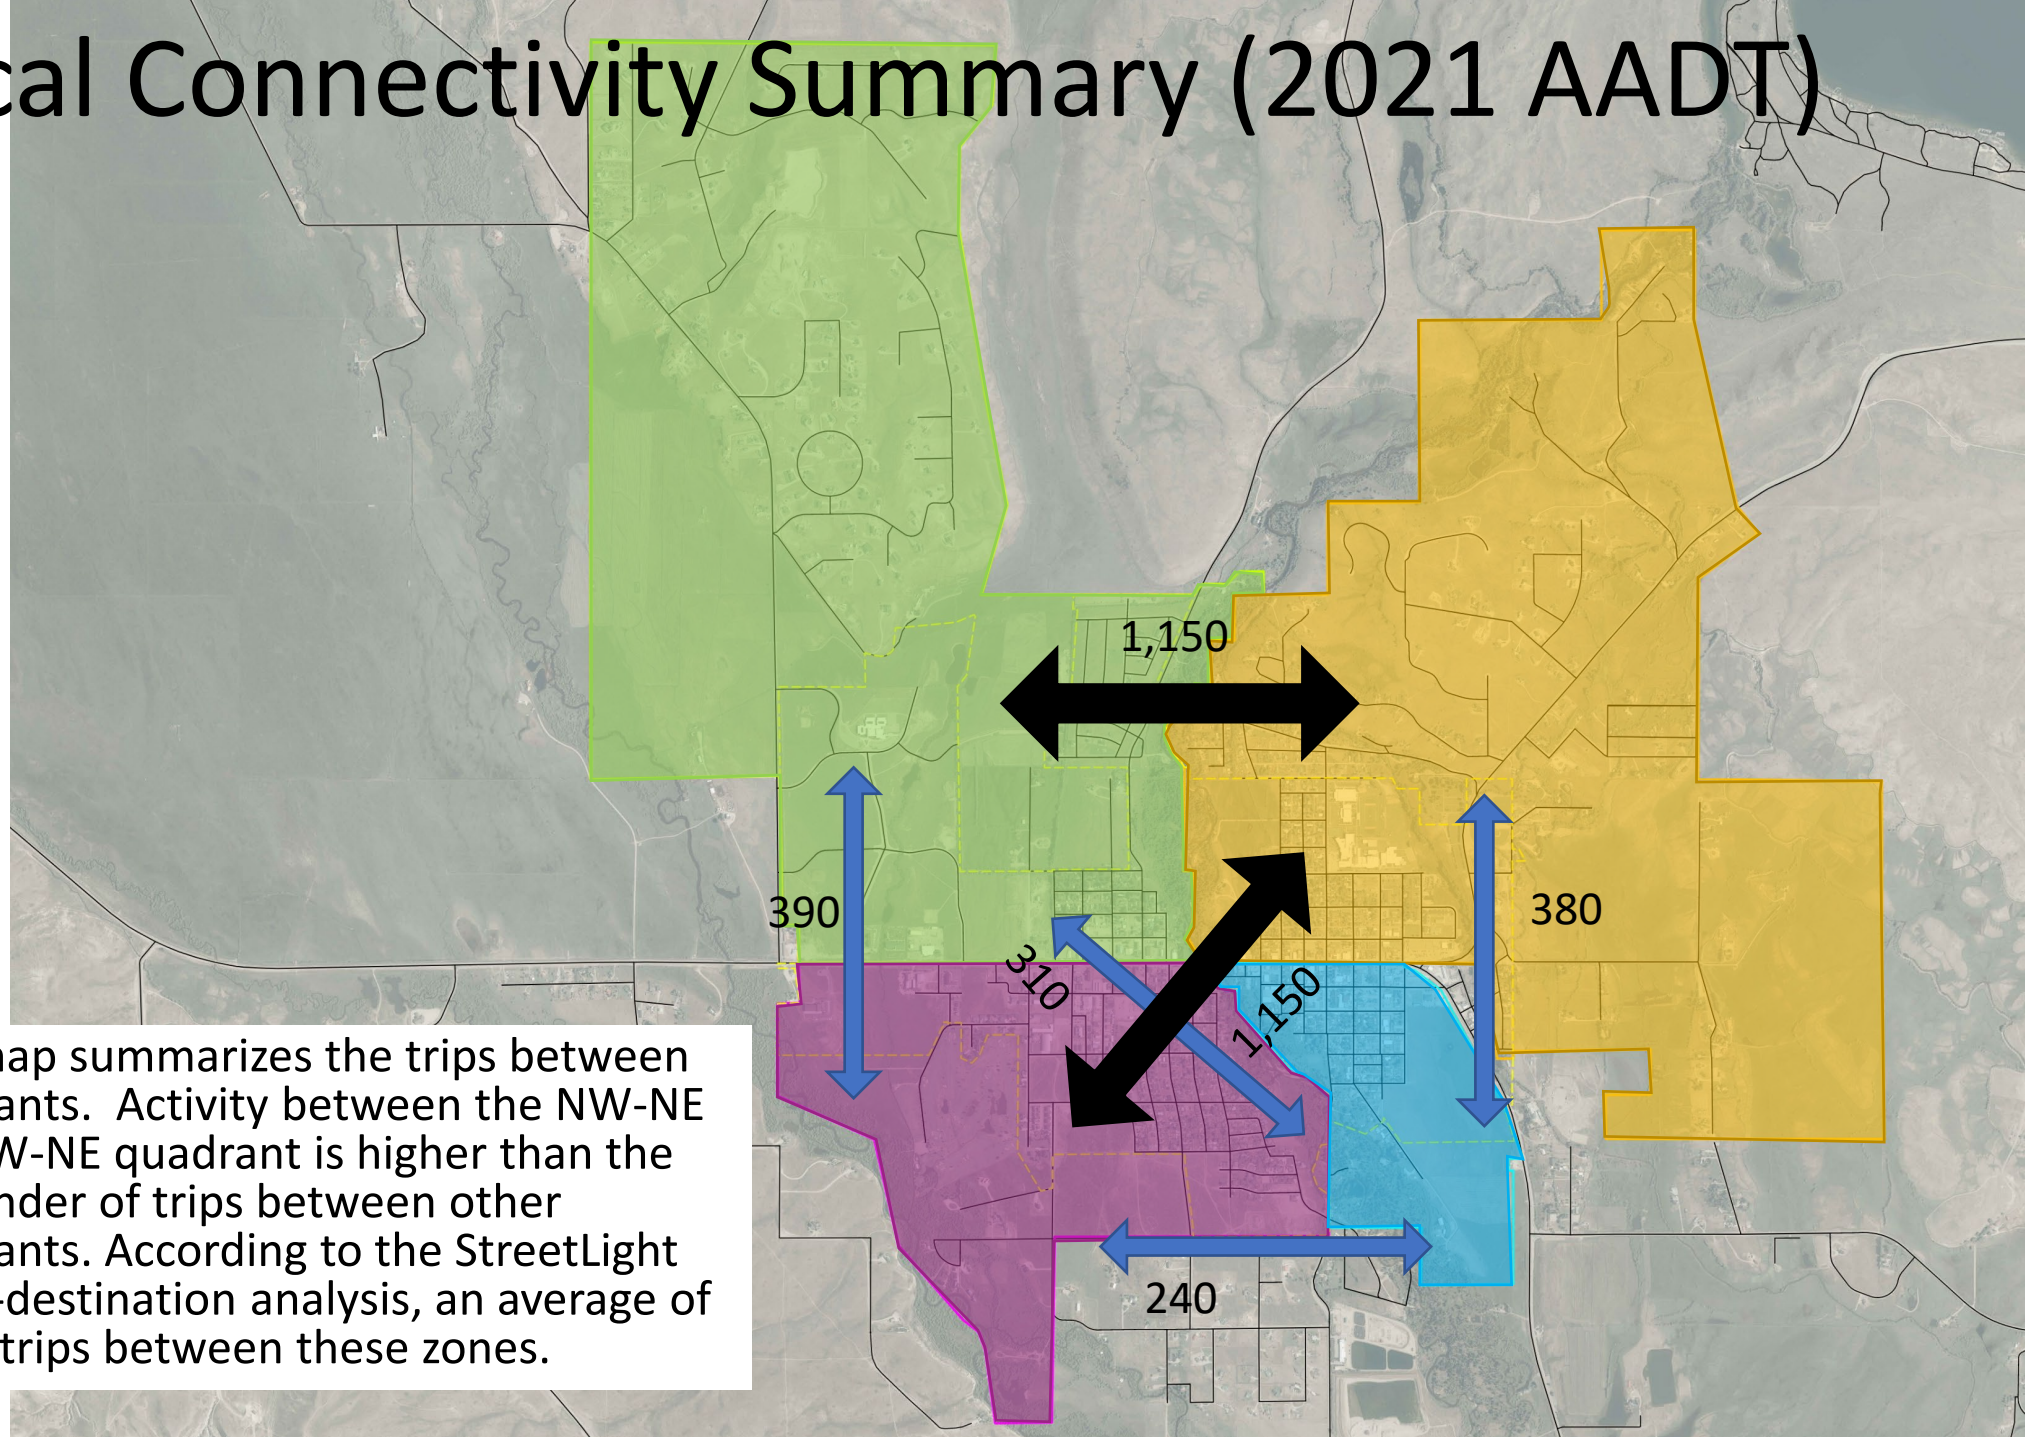 cal Connectivity Summary (2021 AADT)
1,150
390
380
310
1,150
240
ap summarizes the trips between
ants.  Activity between the NW-NE
W-NE quadrant is higher than the
nder of trips between other
ants. According to the StreetLight
-destination analysis, an average of
trips between these zones.